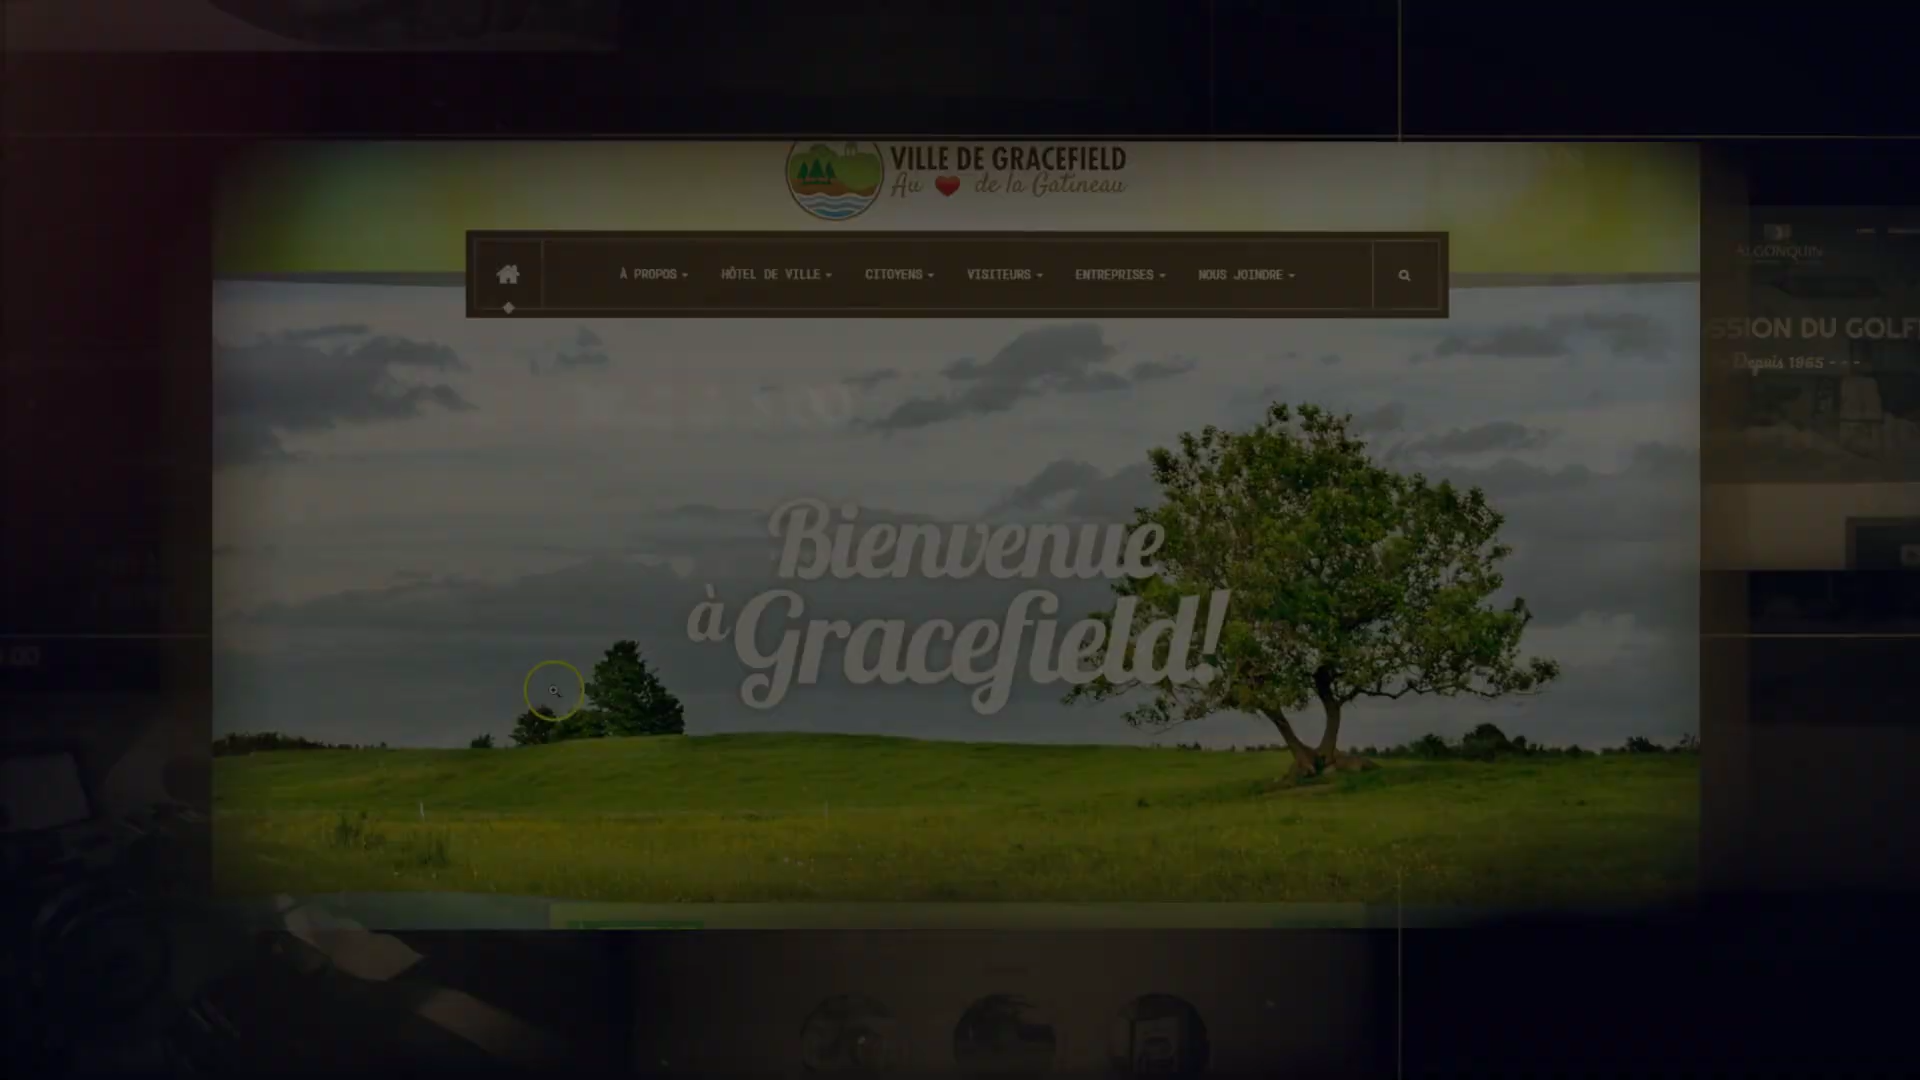 VILLE DE GRACEFIELD
Au ❤ de la Gatineau
À PROPOS HÔTEL DE VILLE CITOYENS VISITEURS ENTREPRISES NOUS JOINDRE
ALGONQUIN
SSION DU GOLF
Depuis 1965 - - -
Bienvenue
à Gracefield!